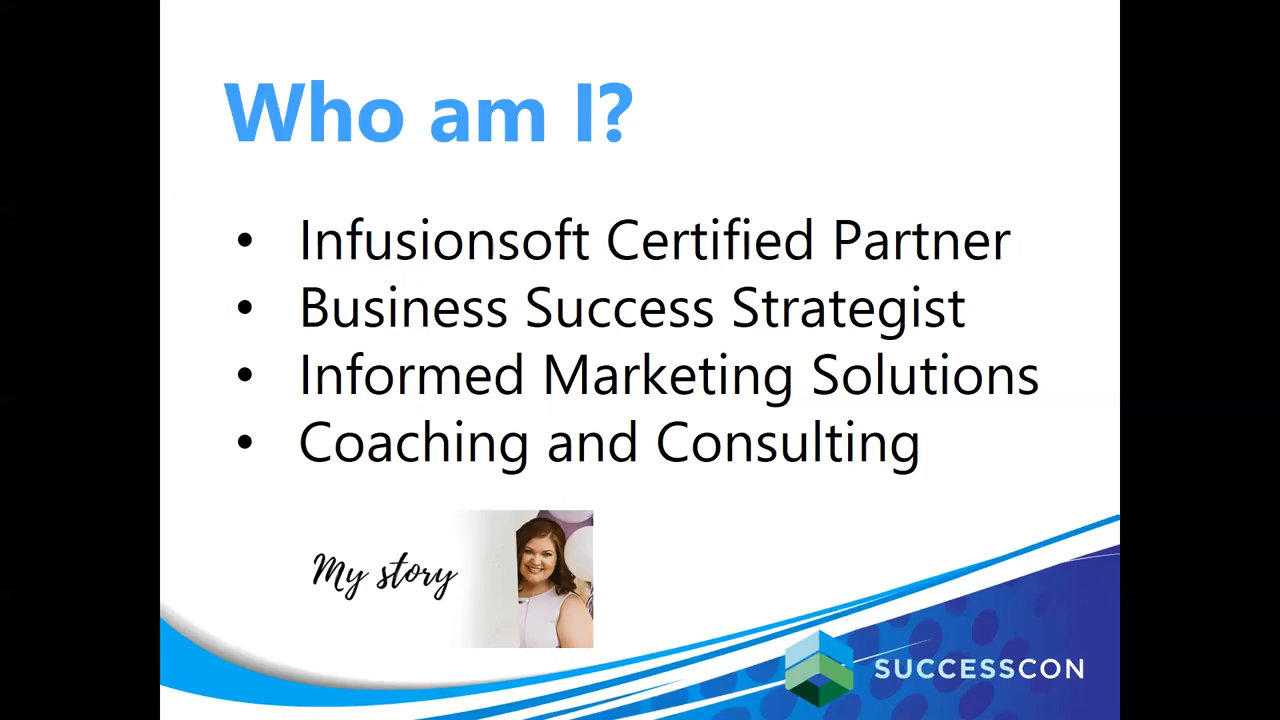 Who am I?
• Infusionsoft Certified Partner
• Business Success Strategist
• Informed Marketing Solutions
• Coaching and Consulting
My story
SUCCESSCON